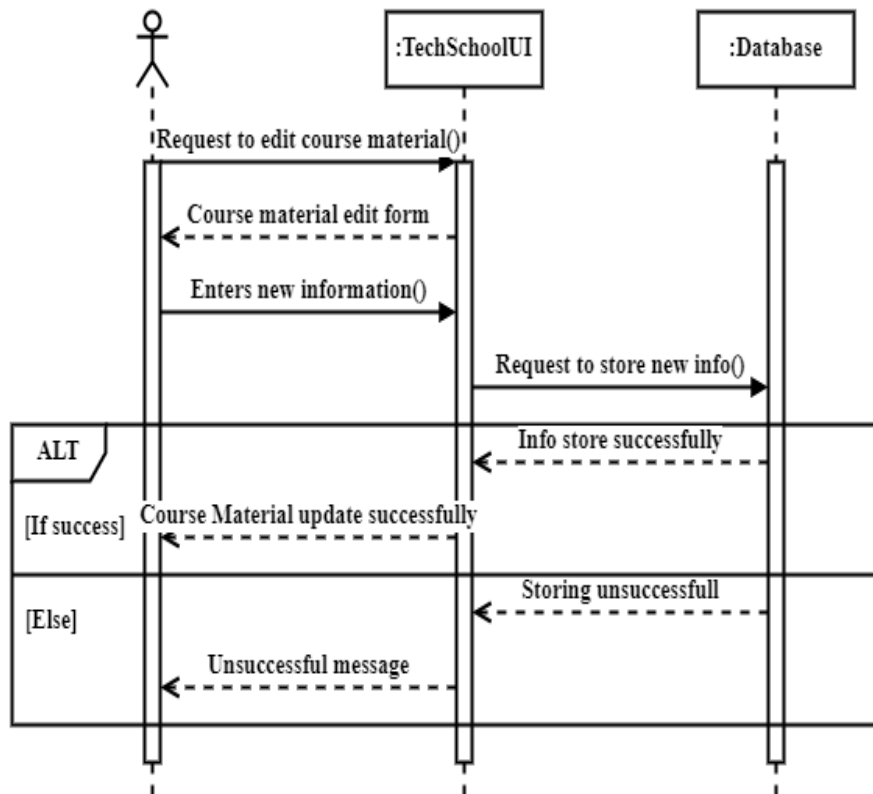 :TechSchoolUI
:Database
Request to edit course material()
Course material edit form
Enters new information()
Request to store new info()
ALT
Info store successfully
[If success]
Course Material update successfully
Storing unsuccessfull
[Else]
Unsuccessful message